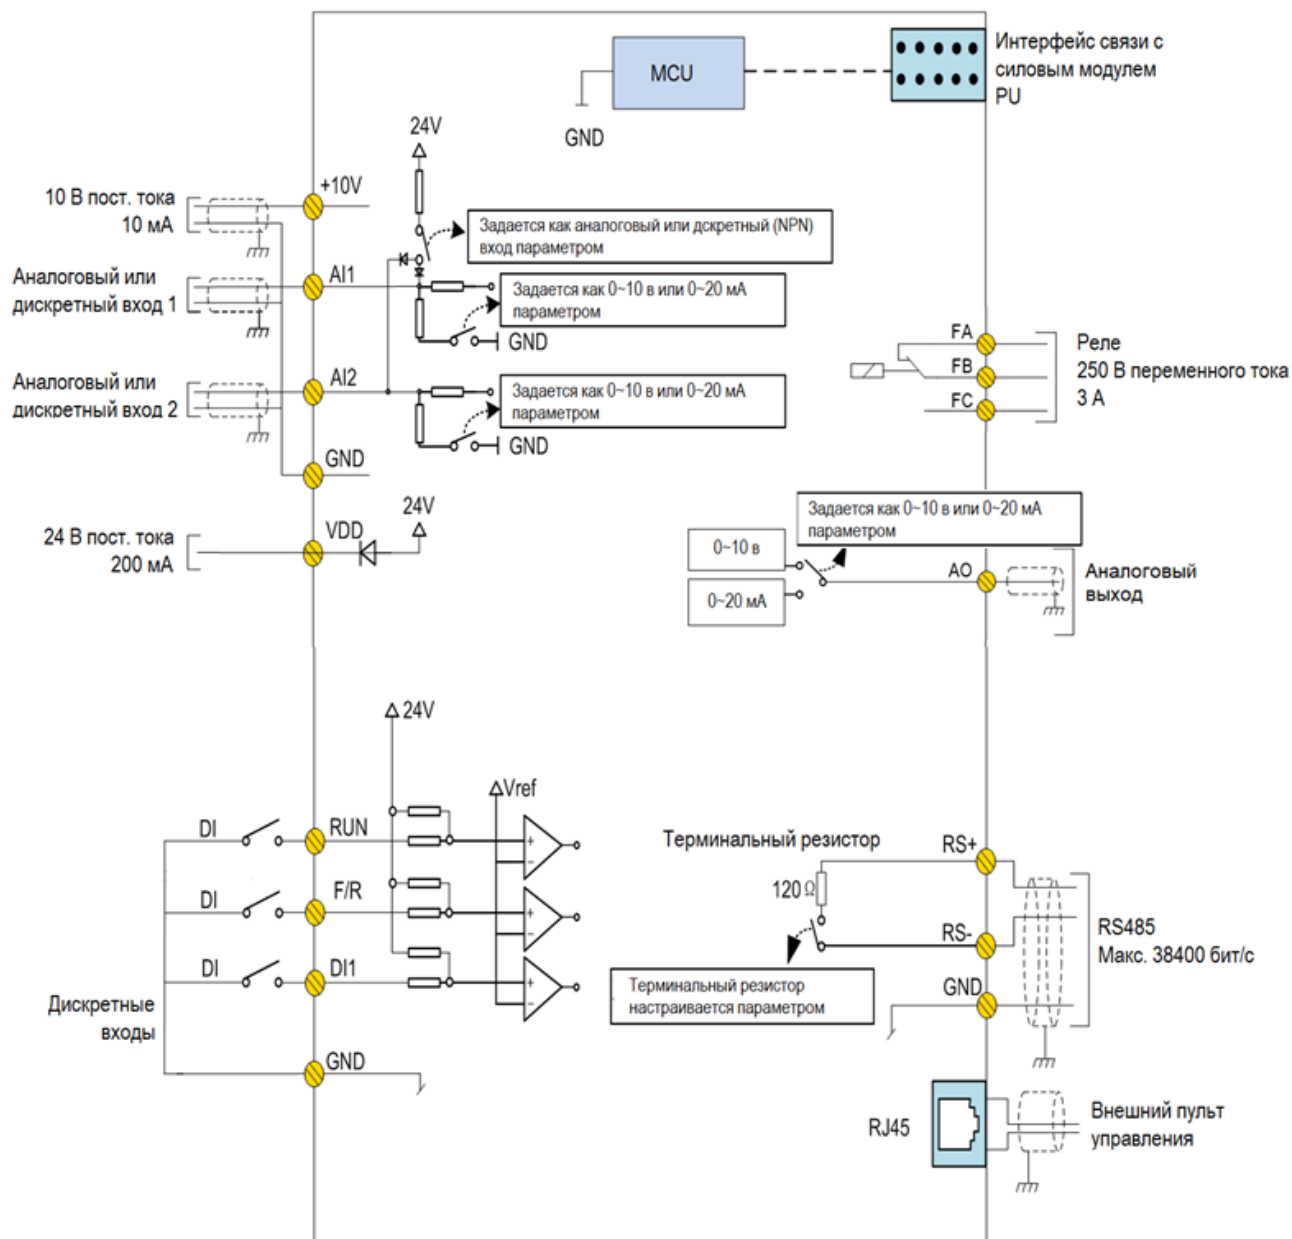 MCU
GND
Интерфейс связи с
силовым модулем
PU
24V
10 В пост. тока
10 мА
+10V
Задается как аналоговый или дскретный (NPN)
вход параметром
Аналоговый или
дискретный вход 1
AI1
Задается как 0~10 в или 0~20 мА
параметром
GND
Аналоговый или
дискретный вход 2
AI2
Задается как 0~10 в или 0~20 мА
параметром
GND
GND
FA
FB
FC
Реле
250 В переменного тока
3 А
24 В пост. тока
200 мА
VDD
24V
Задается как 0~10 в или 0~20 мА
параметром
0~10 в
0~20 мА
AO
Аналоговый
выход
24V
Vref
DI
RUN
+
−
DI
F/R
+
−
DI
DI1
+
−
Дискретные
входы
GND
Терминальный резистор
120 Ω
RS+
RS-
GND
Терминальный резистор
настраивается параметром
RS485
Макс. 38400 бит/с
RJ45
Внешний пульт
управления